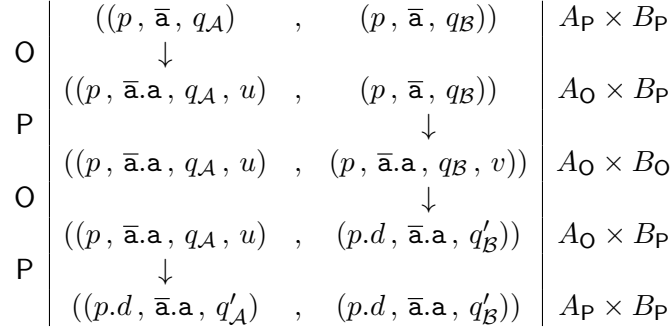 ((p , a̅ , q_𝒜) , (p , a̅ , q_ℬ)) A_P × B_P
O ↓
((p , a̅.a , q_𝒜 , u) , (p , a̅ , q_ℬ)) A_O × B_P
P ↓
((p , a̅.a , q_𝒜 , u) , (p , a̅.a , q_ℬ , v)) A_O × B_O
O ↓
((p , a̅.a , q_𝒜 , u) , (p.d , a̅.a , q′_ℬ)) A_O × B_P
P ↓
((p.d , a̅.a , q′_𝒜) , (p.d , a̅.a , q′_ℬ)) A_P × B_P